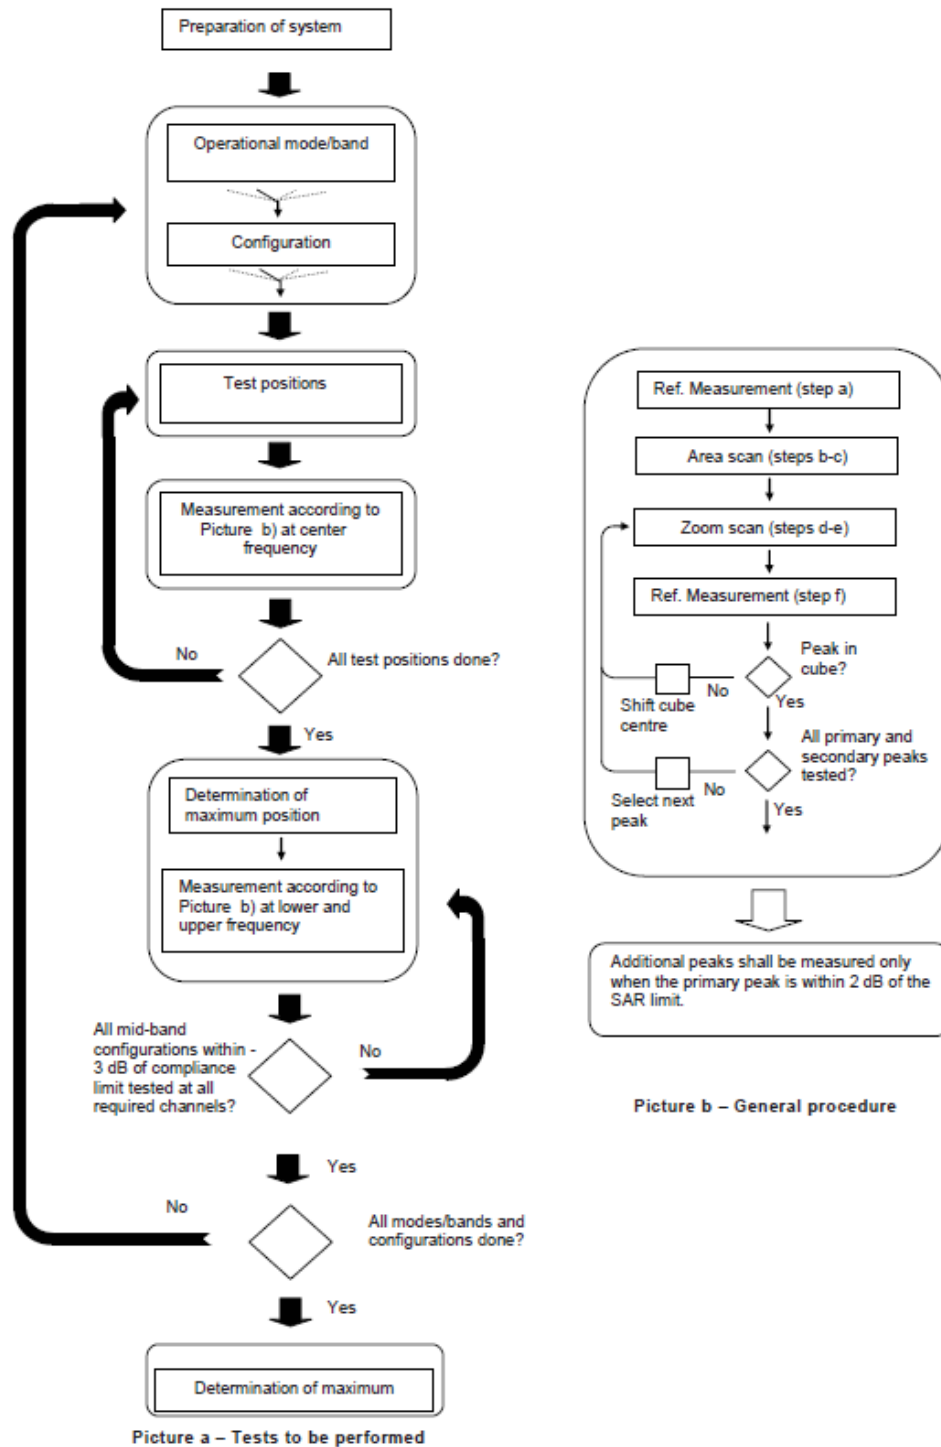 Preparation of system
Operational mode/band
Configuration
Test positions
Measurement according to
Picture b) at center
frequency
No
All test positions done?
Yes
Determination of
maximum position
Measurement according to
Picture b) at lower and
upper frequency
All mid-band
configurations within -
3 dB of compliance
limit tested at all
required channels?
No
Yes
No
All modes/bands and
configurations done?
Yes
Determination of maximum
Picture a – Tests to be performed
Ref. Measurement (step a)
Area scan (steps b-c)
Zoom scan (steps d-e)
Ref. Measurement (step f)
Peak in
cube?
No
Shift cube
centre
Yes
All primary and
secondary peaks
tested?
No
Select next
peak
Yes
Additional peaks shall be measured only
when the primary peak is within 2 dB of the
SAR limit.
Picture b – General procedure